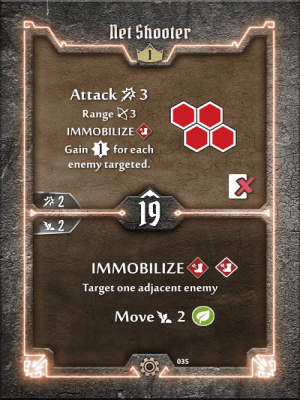 Net Shooter
1
Attack 3
Range 3
IMMOBILIZE
Gain 1 for each
enemy targeted.
2
19
2
IMMOBILIZE
Target one adjacent enemy
Move 2
035